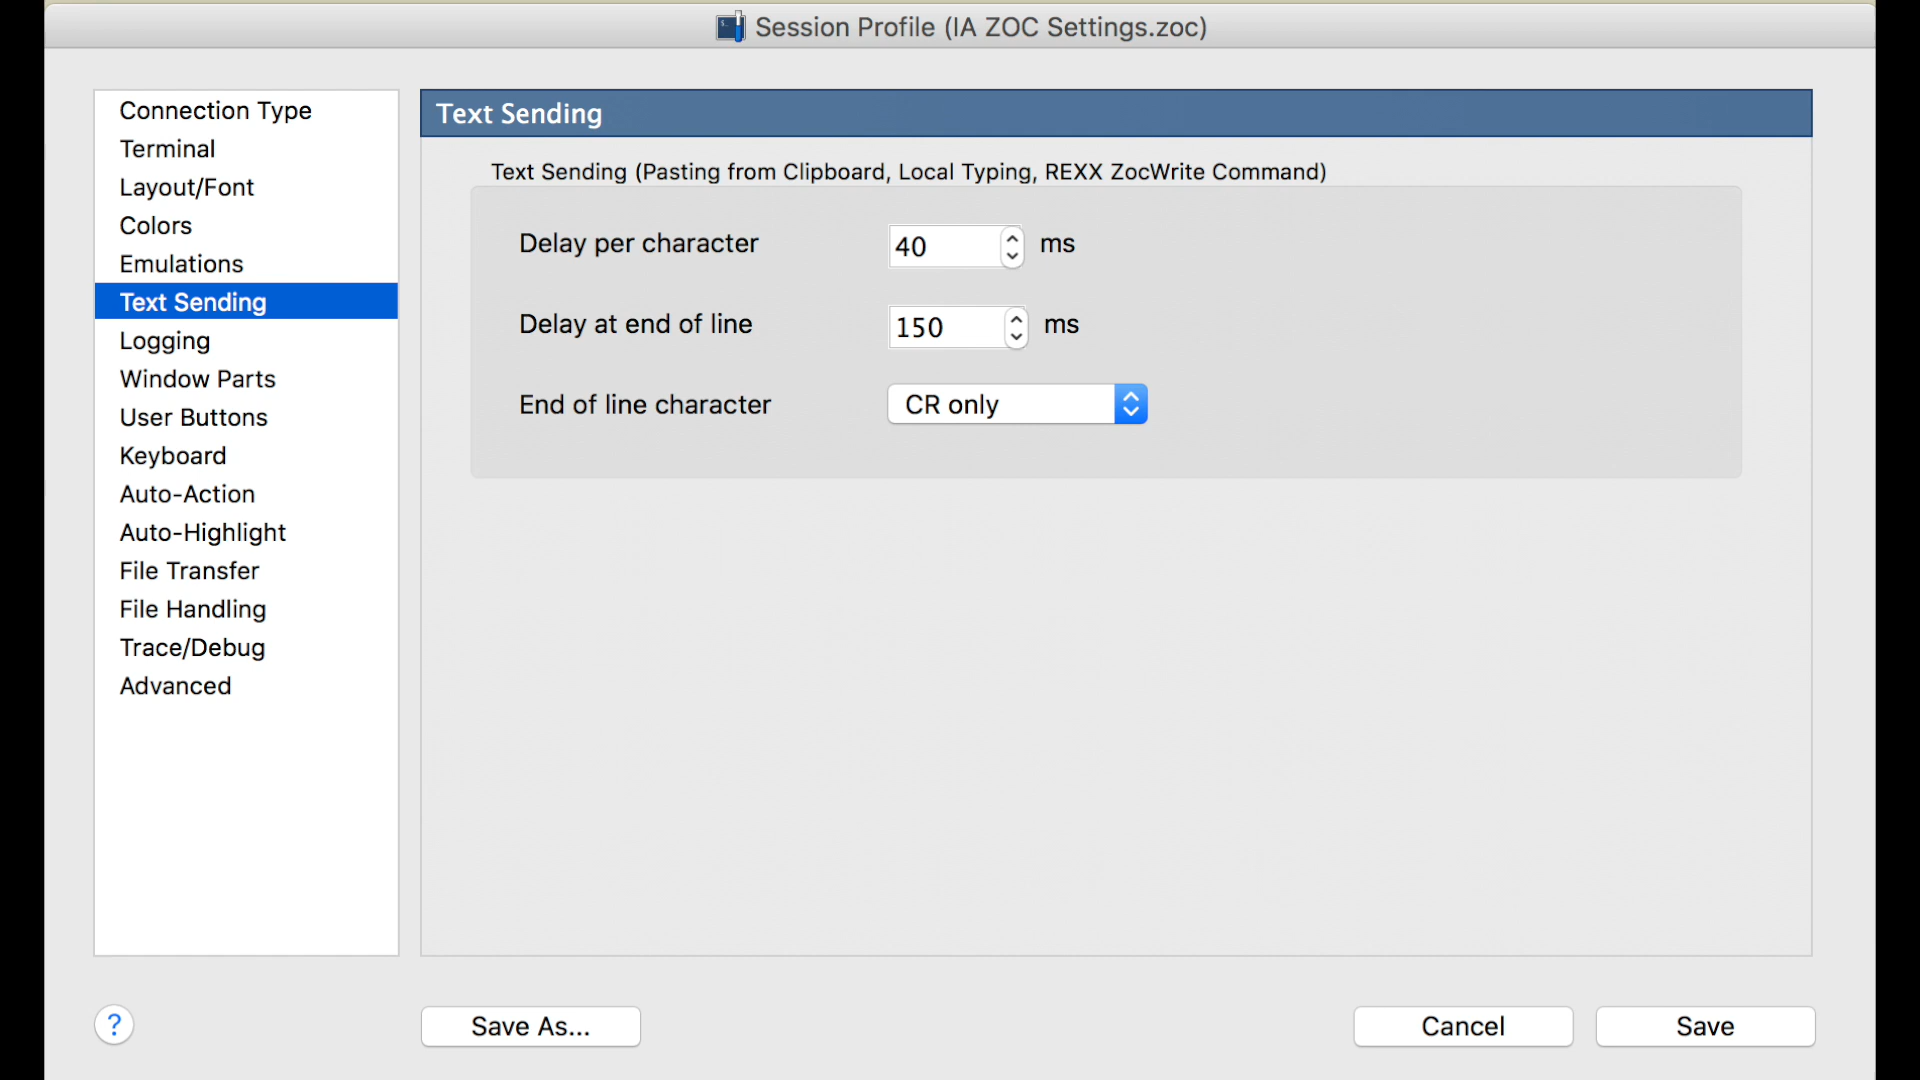 Session Profile (IA ZOC Settings.zoc)
Connection Type
Terminal
Layout/Font
Colors
Emulations
Text Sending
Logging
Window Parts
User Buttons
Keyboard
Auto-Action
Auto-Highlight
File Transfer
File Handling
Trace/Debug
Advanced
Text Sending
Text Sending (Pasting from Clipboard, Local Typing, REXX ZocWrite Command)
Delay per character 40 ms
Delay at end of line 150 ms
End of line character CR only
? Save As... Cancel Save